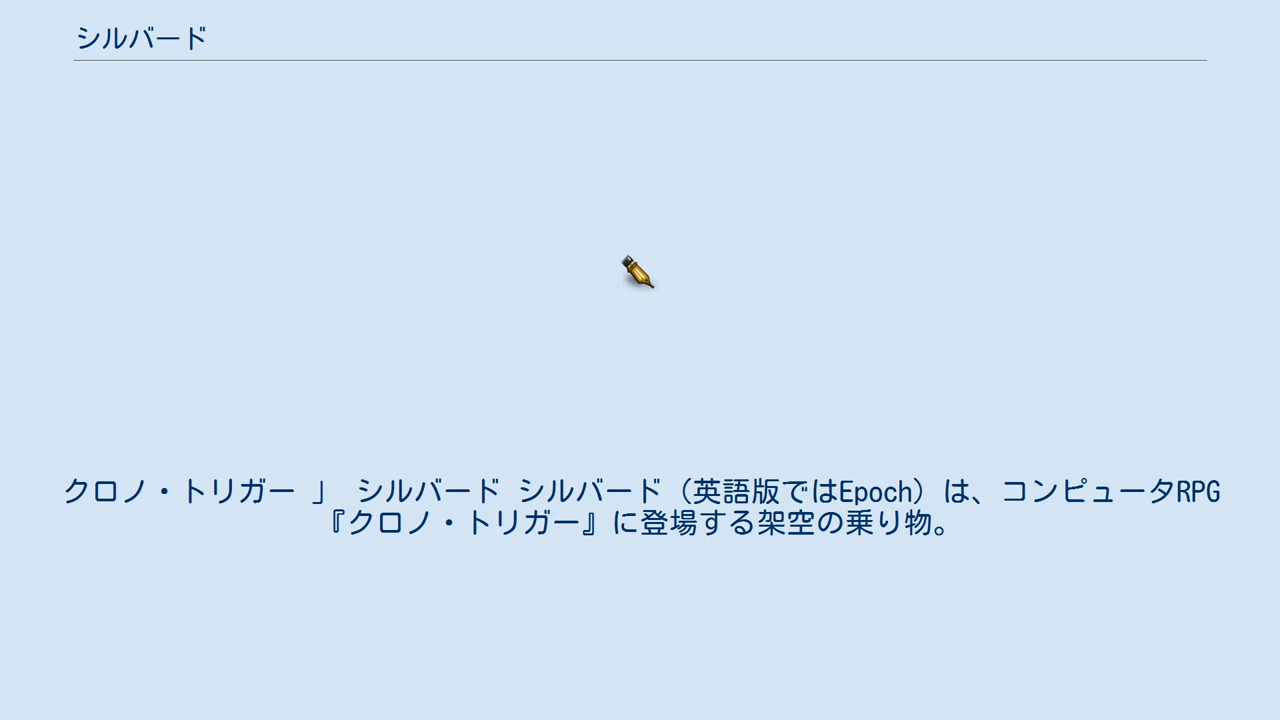 シルバード
クロノ・トリガー 」 シルバード シルバード（英語版ではEpoch）は、コンピュータRPG
『クロノ・トリガー』に登場する架空の乗り物。